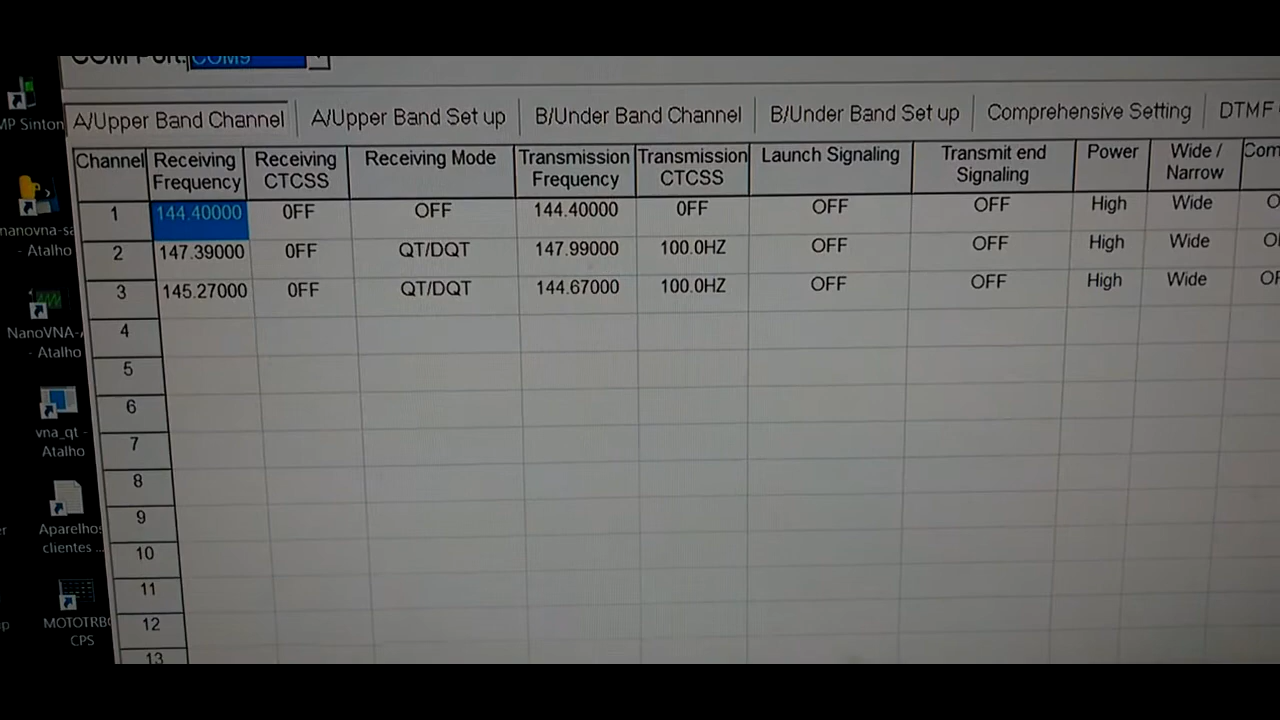 COM Port: COM9
A/Upper Band Channel A/Upper Band Set up B/Under Band Channel B/Under Band Set up Comprehensive Setting DTMF
Channel Receiving Frequency Receiving CTCSS Receiving Mode Transmission Frequency Transmission CTCSS Launch Signaling Transmit end Signaling Power Wide / Narrow
1 144.40000 0FF OFF 144.40000 0FF OFF OFF High Wide
2 147.39000 0FF QT/DQT 147.99000 100.0HZ OFF OFF High Wide
3 145.27000 0FF QT/DQT 144.67000 100.0HZ OFF OFF High Wide
4
5
6
7
8
9
10
11
12
13
MP Sinton
nanovna-sa
- Atalho
NanoVNA-
- Atalho
vna_qt -
Atalho
Aparelhos
clientes ...
MOTOTRBO
CPS